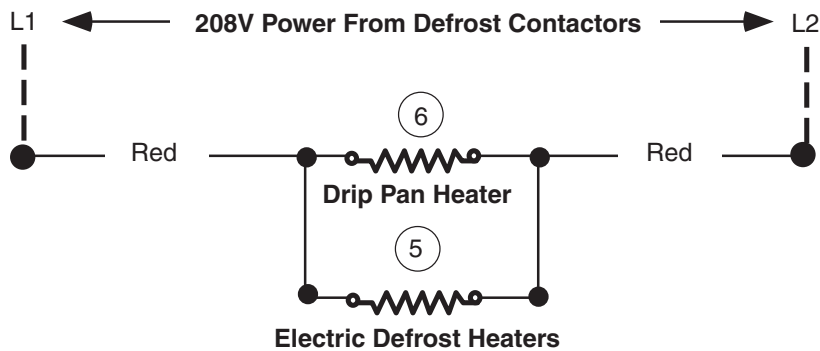 L1 208V Power From Defrost Contactors L2
6
Red Red
Drip Pan Heater
5
Electric Defrost Heaters